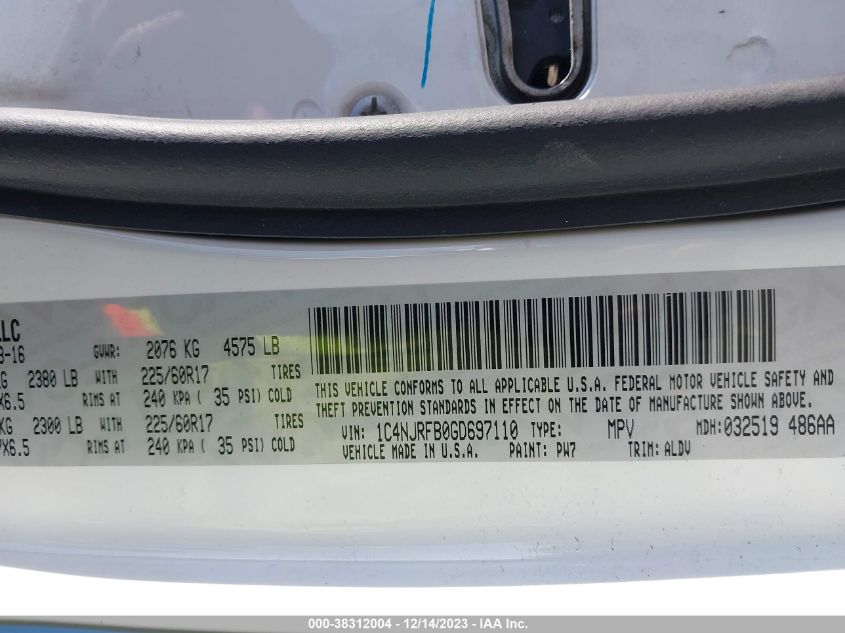 LLC
3-16 GVWR: 2076 KG 4575 LB
KG 2380 LB WITH 225/60R17 TIRES
X6.5 RIMS AT 240 KPA ( 35 PSI) COLD
KG 2300 LB WITH 225/60R17 TIRES
7X6.5 RIMS AT 240 KPA ( 35 PSI) COLD
THIS VEHICLE CONFORMS TO ALL APPLICABLE U.S.A. FEDERAL MOTOR VEHICLE SAFETY AND
THEFT PREVENTION STANDARDS IN EFFECT ON THE DATE OF MANUFACTURE SHOWN ABOVE.
VIN: 1C4NJRFB0GD697110 TYPE: MPV MDH: 032519 486AA
VEHICLE MADE IN U.S.A. PAINT: PW7 TRIM: ALDV
000-38312004 - 12/14/2023 - IAA Inc.